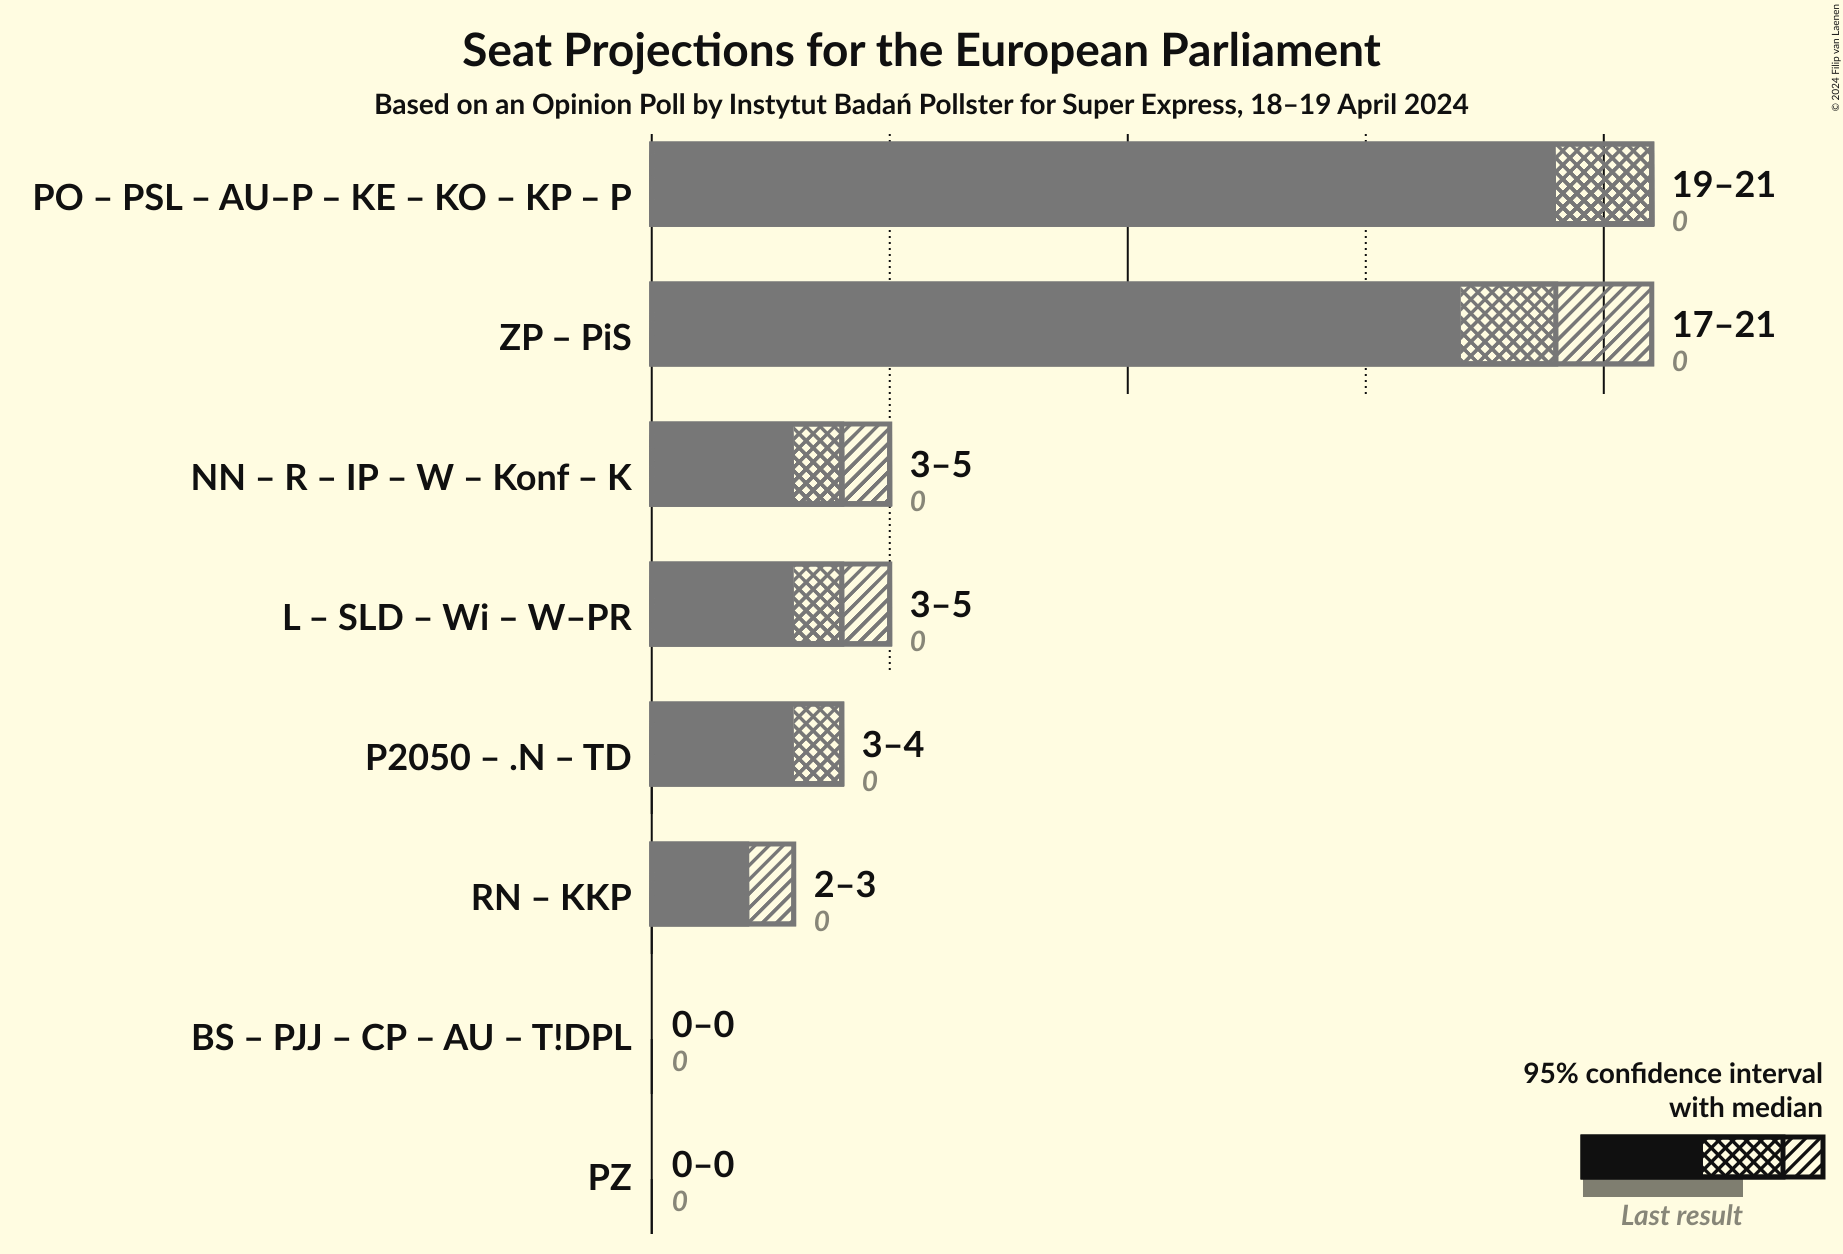 Seat Projections for the European Parliament
Based on an Opinion Poll by Instytut Badań Pollster for Super Express, 18–19 April 2024
© 2024 Filip van Laenen
PO – PSL – AU–P – KE – KO – KP – P
19–21
0
ZP – PiS
17–21
0
NN – R – IP – W – Konf – K
3–5
0
L – SLD – Wi – W–PR
3–5
0
P2050 – .N – TD
3–4
0
RN – KKP
2–3
0
BS – PJJ – CP – AU – T!DPL
0–0
0
PZ
0–0
0
95% confidence interval
with median
Last result